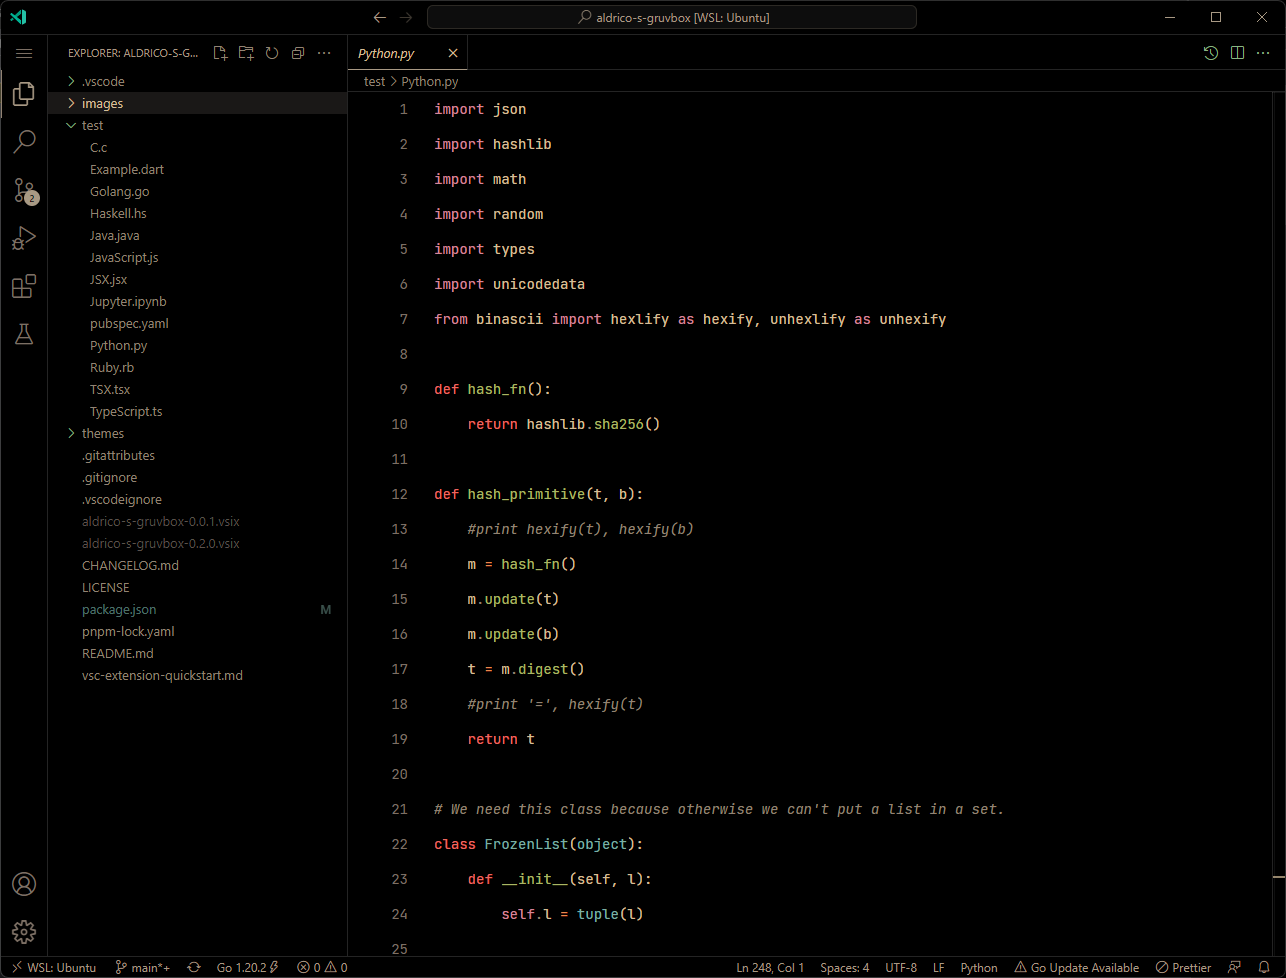 aldrico-s-gruvbox [WSL: Ubuntu]
EXPLORER: ALDRICO-S-G...
.vscode
images
test
C.c
Example.dart
Golang.go
Haskell.hs
Java.java
JavaScript.js
JSX.jsx
Jupyter.ipynb
pubspec.yaml
Python.py
Ruby.rb
TSX.tsx
TypeScript.ts
themes
.gitattributes
.gitignore
.vscodeignore
aldrico-s-gruvbox-0.0.1.vsix
aldrico-s-gruvbox-0.2.0.vsix
CHANGELOG.md
LICENSE
package.json M
pnpm-lock.yaml
README.md
vsc-extension-quickstart.md
2
Python.py
test > Python.py
1 import json
2 import hashlib
3 import math
4 import random
5 import types
6 import unicodedata
7 from binascii import hexlify as hexify, unhexlify as unhexify
8
9 def hash_fn():
10     return hashlib.sha256()
11
12 def hash_primitive(t, b):
13     #print hexify(t), hexify(b)
14     m = hash_fn()
15     m.update(t)
16     m.update(b)
17     t = m.digest()
18     #print '=', hexify(t)
19     return t
20
21 # We need this class because otherwise we can't put a list in a set.
22 class FrozenList(object):
23     def __init__(self, l):
24         self.l = tuple(l)
25
WSL: Ubuntu main*+ Go 1.20.2 0 0 Ln 248, Col 1 Spaces: 4 UTF-8 LF Python Go Update Available Prettier